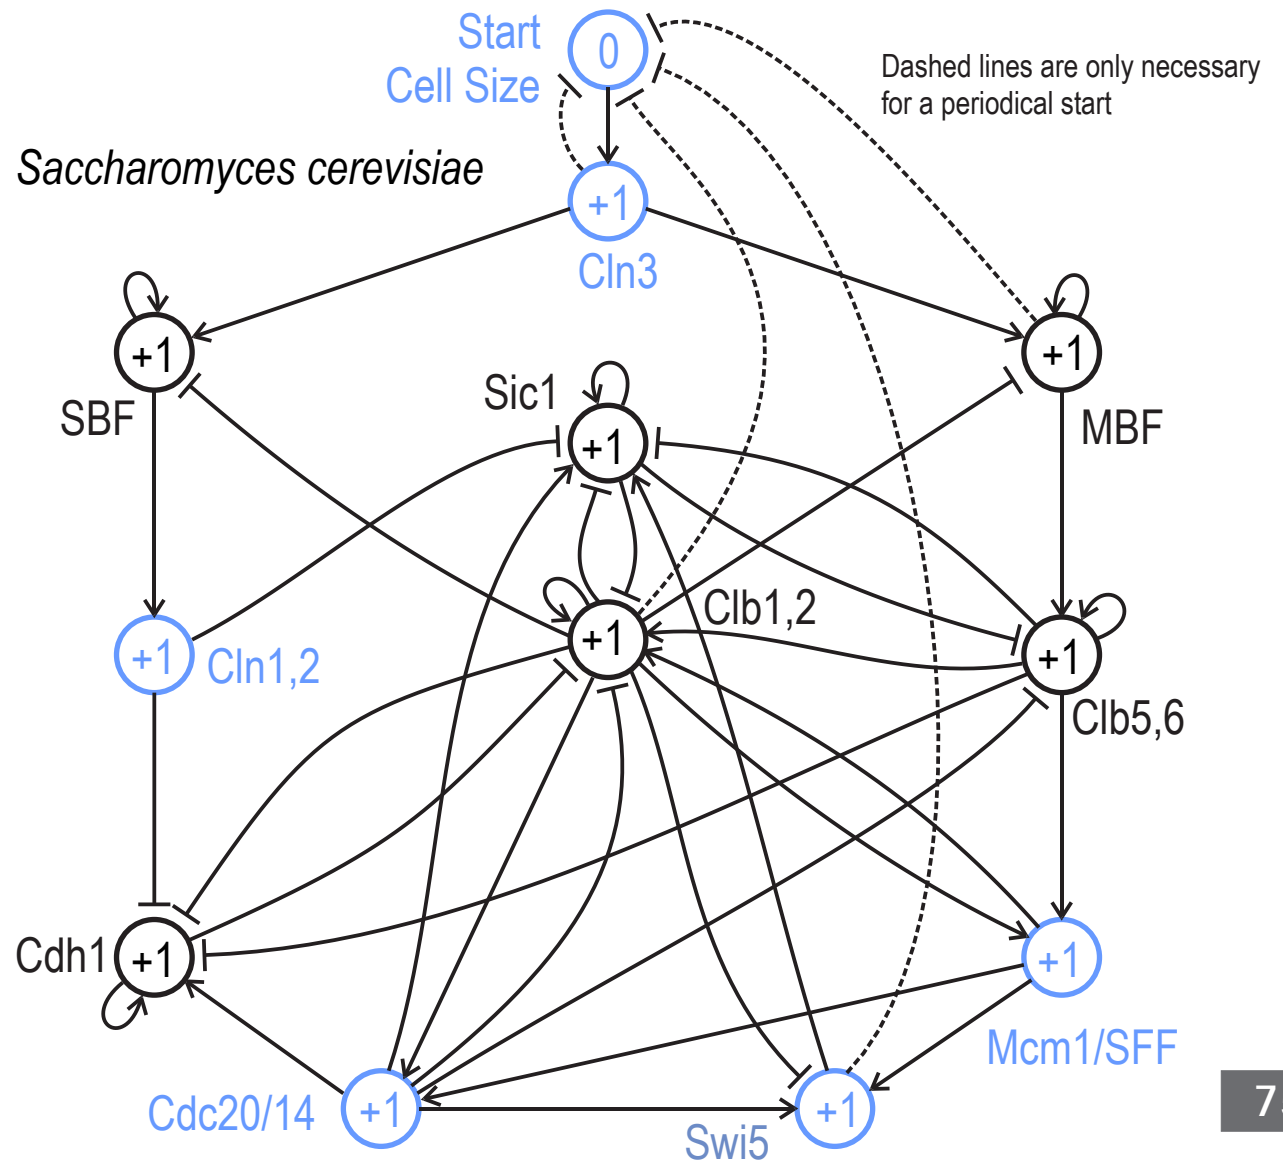 Start
0
Cell Size
Dashed lines are only necessary
for a periodical start
Saccharomyces cerevisiae
+1
Cln3
+1
SBF
Sic1
+1
+1
MBF
+1
Cln1,2
+1
Clb1,2
+1
Clb5,6
Cdh1
+1
+1
Mcm1/SFF
Cdc20/14
+1
Swi5
+1